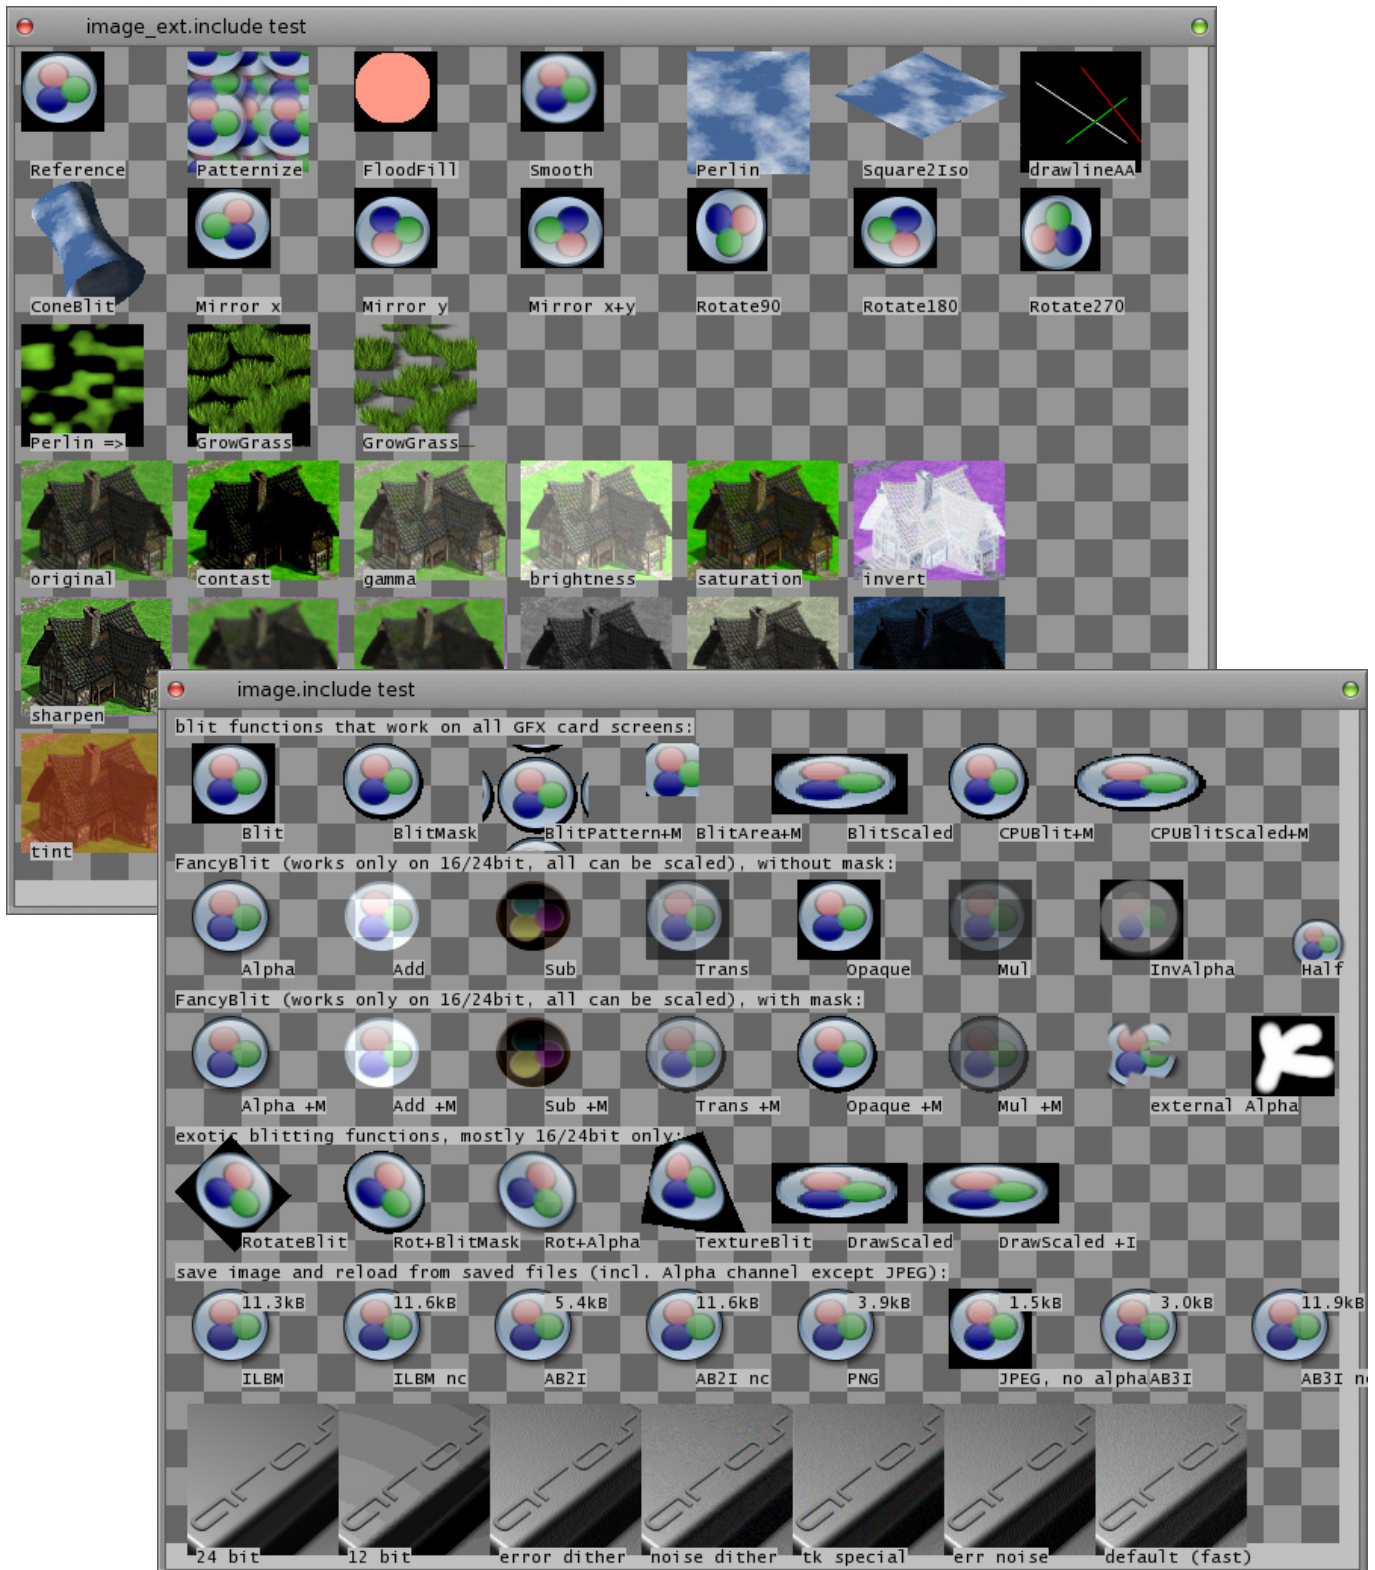 image_ext.include test
Reference Patternize FloodFill Smooth Perlin Square2Iso drawlineAA
ConeBlit Mirror x Mirror y Mirror x+y Rotate90 Rotate180 Rotate270
Perlin => GrowGrass GrowGrass
original contast gamma brightness saturation invert
sharpen
tint
image.include test
blit functions that work on all GFX card screens:
Blit BlitMask BlitPattern+M BlitArea+M BlitScaled CPUBlit+M CPUBlitScaled+M
FancyBlit (works only on 16/24bit, all can be scaled), without mask:
Alpha Add Sub Trans Opaque Mul InvAlpha Half
FancyBlit (works only on 16/24bit, all can be scaled), with mask:
Alpha +M Add +M Sub +M Trans +M Opaque +M Mul +M external Alpha
exotic blitting functions, mostly 16/24bit only:
RotateBlit Rot+BlitMask Rot+Alpha TextureBlit DrawScaled DrawScaled +I
save image and reload from saved files (incl. Alpha channel except JPEG):
11.3kB 11.6kB 5.4kB 11.6kB 3.9kB 1.5kB 3.0kB 11.9kB
ILBM ILBM nc AB2I AB2I nc PNG JPEG, no alpha AB3I AB3I
24 bit 12 bit error dither noise dither tk special err noise default (fast)